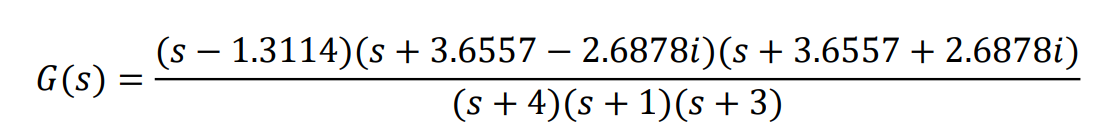 G(s) = (s − 1.3114)(s + 3.6557 − 2.6878i)(s + 3.6557 + 2.6878i)
(s + 4)(s + 1)(s + 3)